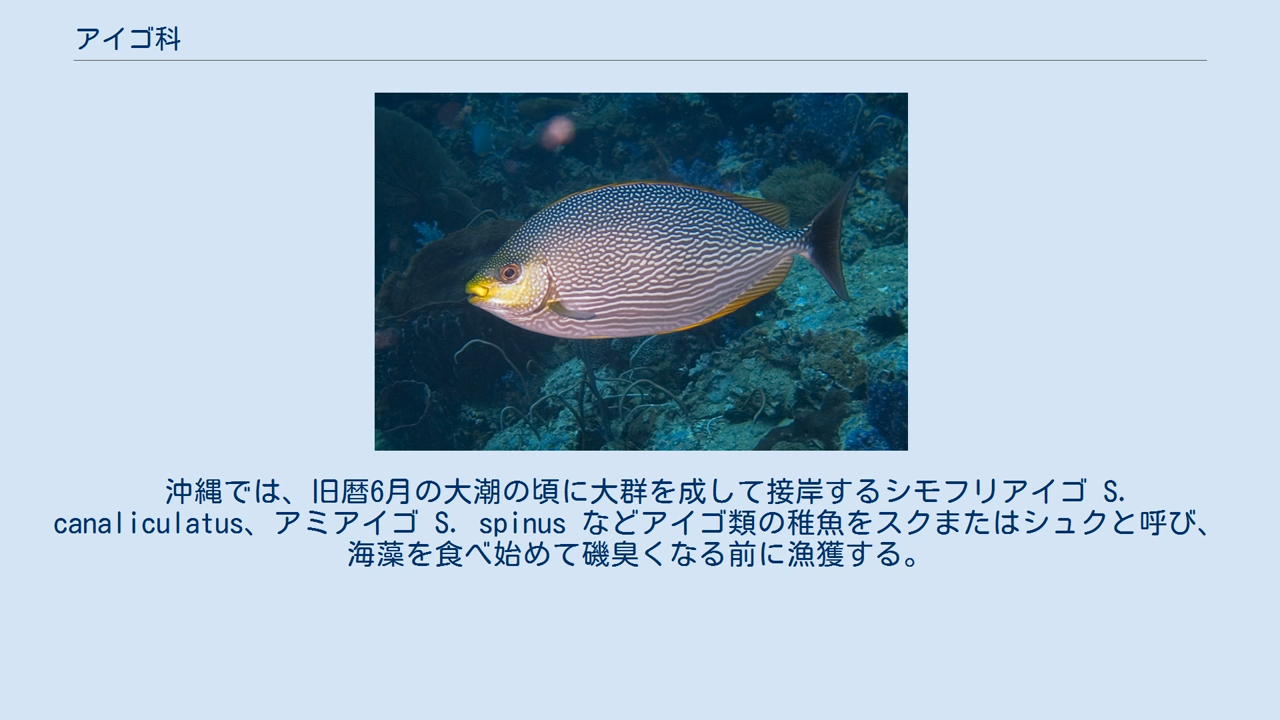 アイゴ科
沖縄では、旧暦6月の大潮の頃に大群を成して接岸するシモフリアイゴ S.
canaliculatus、アミアイゴ S. spinus などアイゴ類の稚魚をスクまたはシュクと呼び、
海藻を食べ始めて磯臭くなる前に漁獲する。